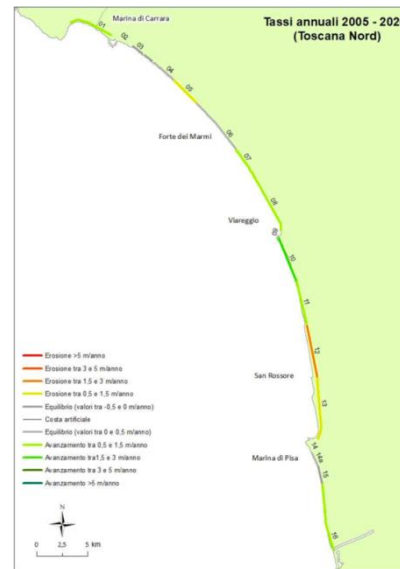 Tassi annuali 2005 - 202
(Toscana Nord)
Marina di Carrara
01
02
03
04
05
Forte dei Marmi
06
07
08
Viareggio
09
10
11
12
San Rossore
13
14
14a
Marina di Pisa
15
16
Erosione >5 m/anno
Erosione tra 3 e 5 m/anno
Erosione tra 1,5 e 3 m/anno
Erosione tra 0,5 e 1,5 m/anno
Equilibrio (valori tra -0,5 e 0 m/anno)
Costa artificiale
Equilibrio (valori tra 0 e 0,5 m/anno)
Avanzamento tra 0,5 e 1,5 m/anno
Avanzamento tra1,5 e 3 m/anno
Avanzamento tra 3 e 5 m/anno
Avanzamento >5 m/anno
N
0 2,5 5 km